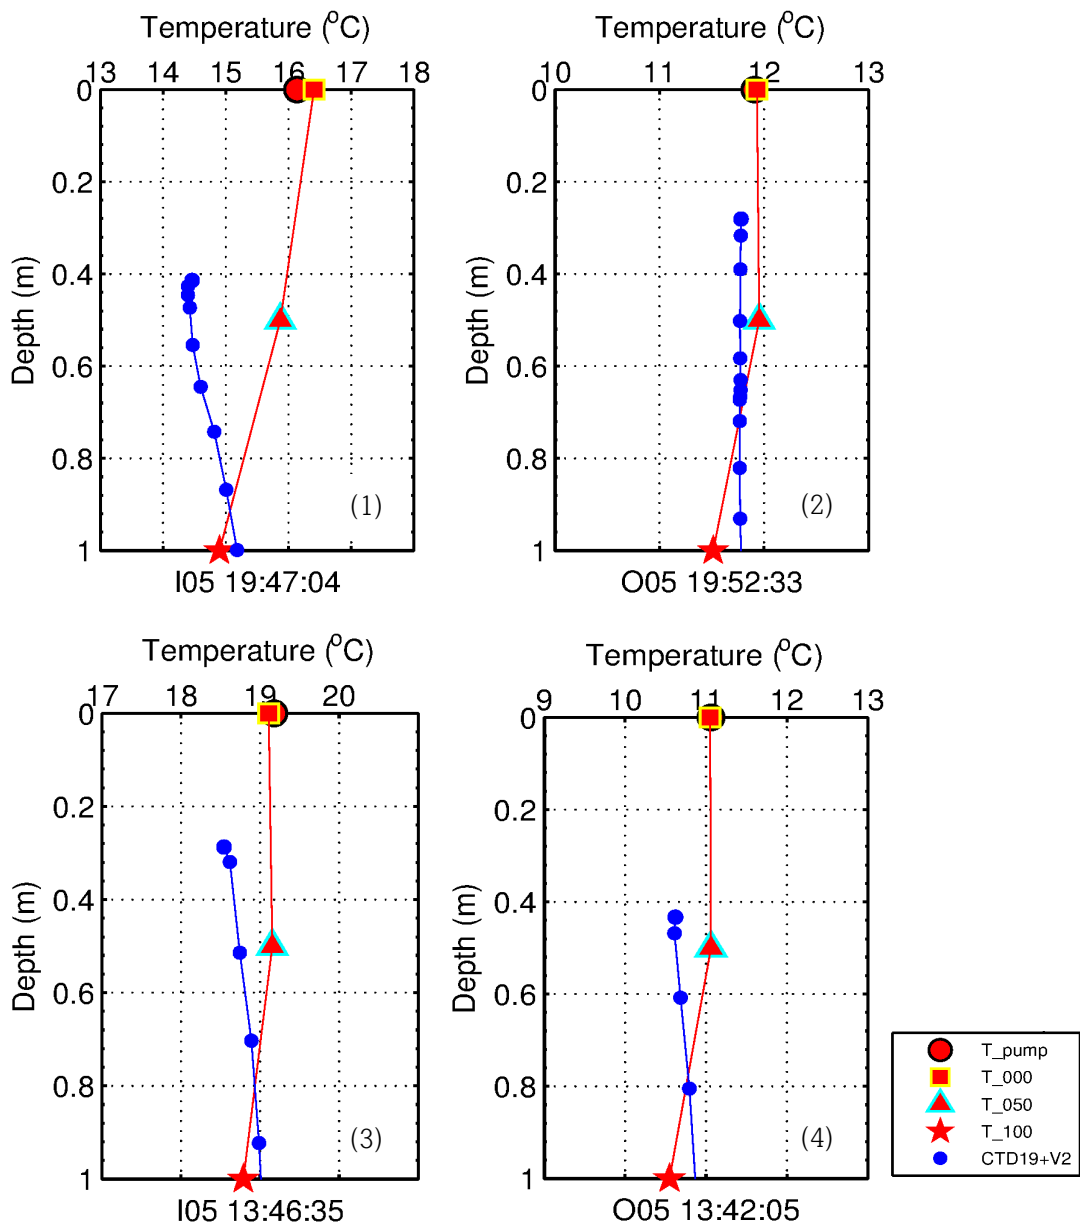 Temperature (°C)
13 14 15 16 17 18
0
0.2
0.4
0.6
0.8
1
Depth (m)
(1)
I05 19:47:04
Temperature (°C)
10 11 12 13
0
0.2
0.4
0.6
0.8
1
Depth (m)
(2)
O05 19:52:33
Temperature (°C)
17 18 19 20
0
0.2
0.4
0.6
0.8
1
Depth (m)
(3)
I05 13:46:35
Temperature (°C)
9 10 11 12 13
0
0.2
0.4
0.6
0.8
1
Depth (m)
(4)
O05 13:42:05
T_pump
T_000
T_050
T_100
CTD19+V2